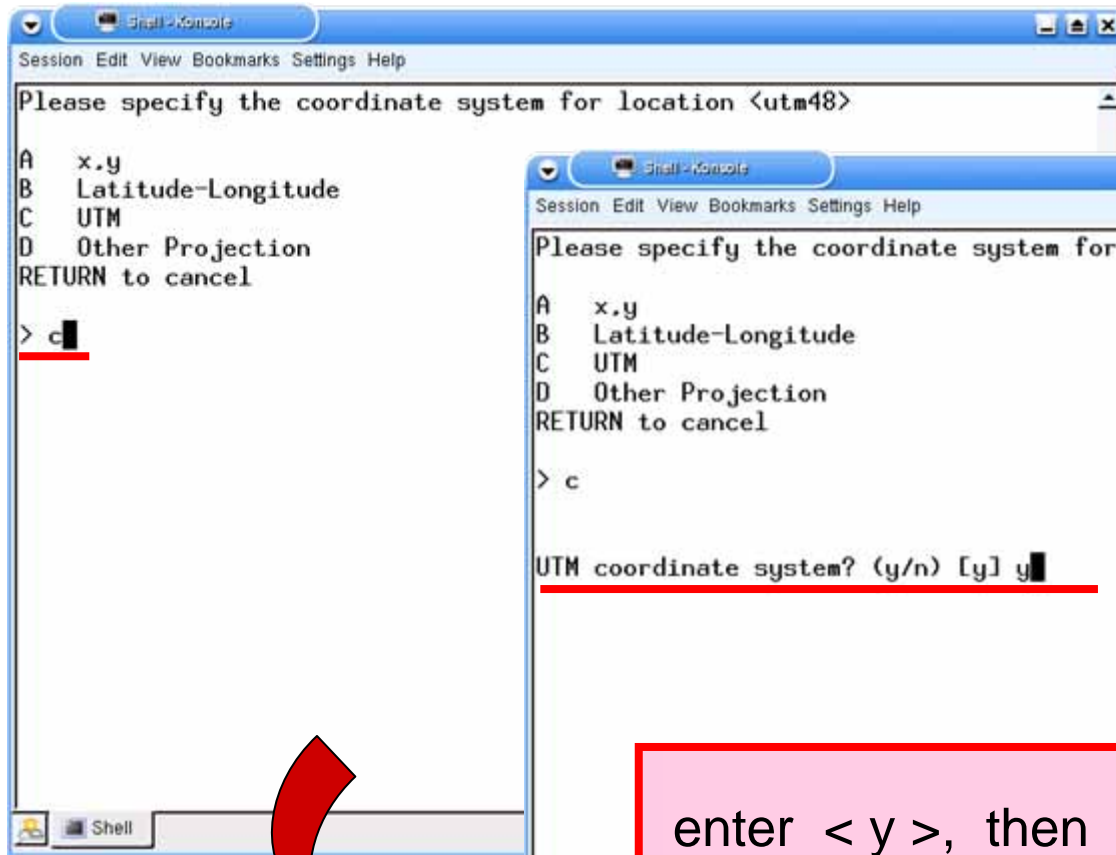 Shell - Konsole
Session Edit View Bookmarks Settings Help
Please specify the coordinate system for location <utm48>
A x.y
B Latitude-Longitude
C UTM
D Other Projection
RETURN to cancel
> c
Shell
Shell - Konsole
Session Edit View Bookmarks Settings Help
Please specify the coordinate system for
A x.y
B Latitude-Longitude
C UTM
D Other Projection
RETURN to cancel
> c
UTM coordinate system? (y/n) [y] y
enter < y >, then